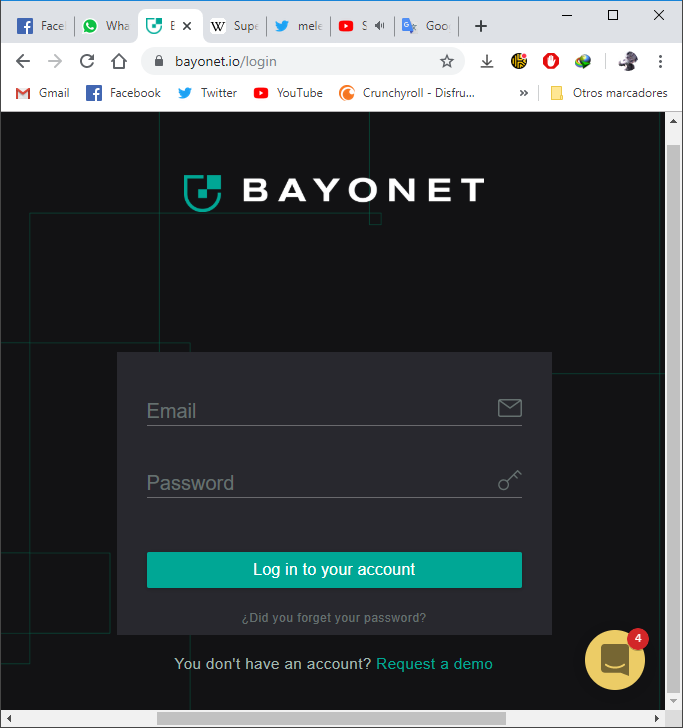 Face
Wha
E
W
Supe
mele
S
Goo
bayonet.io/login
Gmail
Facebook
Twitter
YouTube
Crunchyroll - Disfru...
»
Otros marcadores
BAYONET
Email
Password
Log in to your account
¿Did you forget your password?
4
You don't have an account? Request a demo